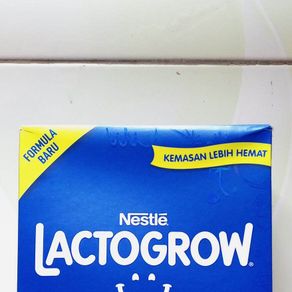 FORMULA
BARU
KEMASAN LEBIH HEMAT
Nestlé
LACTOGROW